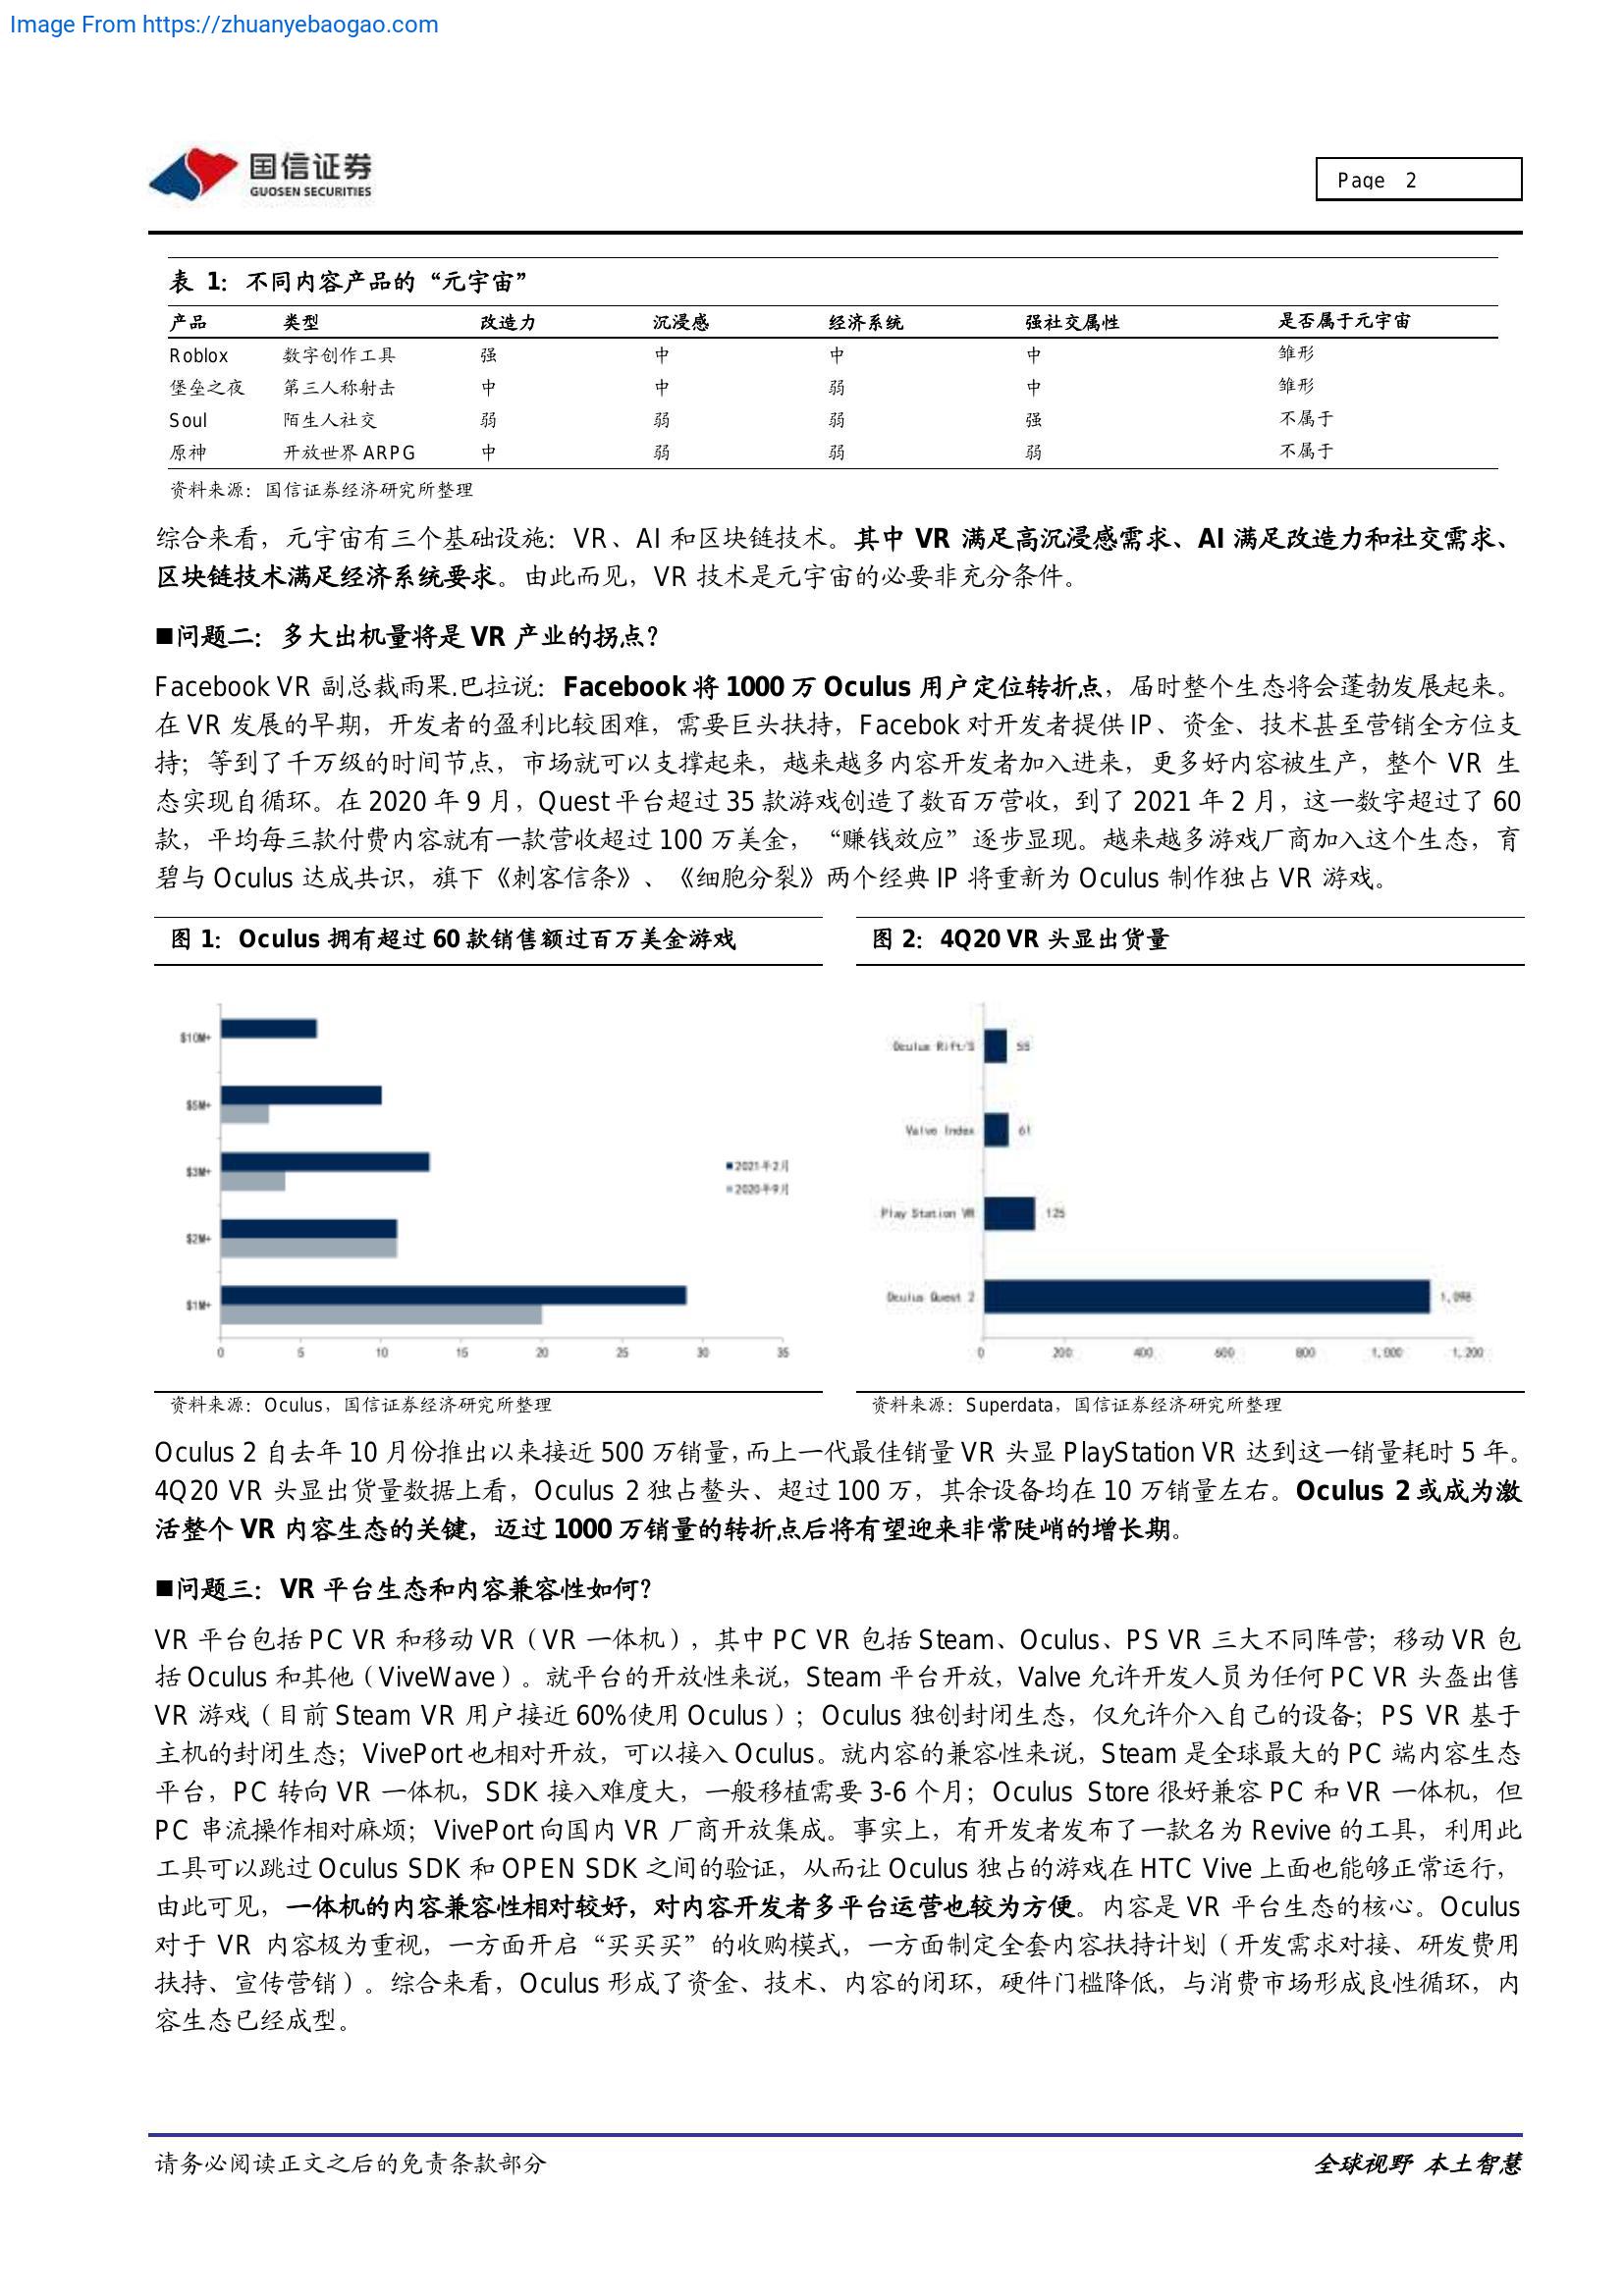 Image From https://zhuanyebaogao.com
国信证券
GUOSEN SECURITIES
Page 2
表 1：不同内容产品的“元宇宙”
产品 类型 改造力 沉浸感 经济系统 强社交属性 是否属于元宇宙
Roblox 数字创作工具 强 中 中 中 雏形
堡垒之夜 第三人称射击 中 中 弱 中 雏形
Soul 陌生人社交 弱 弱 弱 强 不属于
原神 开放世界 ARPG 中 弱 弱 弱 不属于
资料来源：国信证券经济研究所整理
综合来看，元宇宙有三个基础设施：VR、AI 和区块链技术。其中 VR 满足高沉浸感需求、AI 满足改造力和社交需求、
区块链技术满足经济系统要求。由此而见，VR 技术是元宇宙的必要非充分条件。
■问题二：多大出机量将是 VR 产业的拐点？
Facebook VR 副总裁雨果.巴拉说：Facebook 将 1000 万 Oculus 用户定位转折点，届时整个生态将会蓬勃发展起来。
在 VR 发展的早期，开发者的盈利比较困难，需要巨头扶持，Facebok 对开发者提供 IP、资金、技术甚至营销全方位支
持；等到了千万级的时间节点，市场就可以支撑起来，越来越多内容开发者加入进来，更多好内容被生产，整个 VR 生
态实现自循环。在 2020 年 9 月，Quest 平台超过 35 款游戏创造了数百万营收，到了 2021 年 2 月，这一数字超过了 60
款，平均每三款付费内容就有一款营收超过 100 万美金，“赚钱效应”逐步显现。越来越多游戏厂商加入这个生态，育
碧与 Oculus 达成共识，旗下《刺客信条》、《细胞分裂》两个经典 IP 将重新为 Oculus 制作独占 VR 游戏。
图 1：Oculus 拥有超过 60 款销售额过百万美金游戏
$10M+
$5M+
$3M+
$2M+
$1M+
0 5 10 15 20 25 30 35
2021年2月
2020年9月
资料来源：Oculus，国信证券经济研究所整理
图 2：4Q20 VR 头显出货量
Oculus Rift/S 55
Valve Index 61
Play Station VR 125
Oculus Quest 2 1,098
0 200 400 600 800 1,000 1,200
资料来源：Superdata，国信证券经济研究所整理
Oculus 2 自去年 10 月份推出以来接近 500 万销量，而上一代最佳销量 VR 头显 PlayStation VR 达到这一销量耗时 5 年。
4Q20 VR 头显出货量数据上看，Oculus 2 独占鳌头、超过 100 万，其余设备均在 10 万销量左右。Oculus 2 或成为激
活整个 VR 内容生态的关键，迈过 1000 万销量的转折点后将有望迎来非常陡峭的增长期。
■问题三：VR 平台生态和内容兼容性如何？
VR 平台包括 PC VR 和移动 VR（VR 一体机），其中 PC VR 包括 Steam、Oculus、PS VR 三大不同阵营；移动 VR 包
括 Oculus 和其他（ViveWave）。就平台的开放性来说，Steam 平台开放，Valve 允许开发人员为任何 PC VR 头盔出售
VR 游戏（目前 Steam VR 用户接近 60%使用 Oculus）；Oculus 独创封闭生态，仅允许介入自己的设备；PS VR 基于
主机的封闭生态；VivePort 也相对开放，可以接入 Oculus。就内容的兼容性来说，Steam 是全球最大的 PC 端内容生态
平台，PC 转向 VR 一体机，SDK 接入难度大，一般移植需要 3-6 个月；Oculus Store 很好兼容 PC 和 VR 一体机，但
PC 串流操作相对麻烦；VivePort 向国内 VR 厂商开放集成。事实上，有开发者发布了一款名为 Revive 的工具，利用此
工具可以跳过 Oculus SDK 和 OPEN SDK 之间的验证，从而让 Oculus 独占的游戏在 HTC Vive 上面也能够正常运行，
由此可见，一体机的内容兼容性相对较好，对内容开发者多平台运营也较为方便。内容是 VR 平台生态的核心。Oculus
对于 VR 内容极为重视，一方面开启“买买买”的收购模式，一方面制定全套内容扶持计划（开发需求对接、研发费用
扶持、宣传营销）。综合来看，Oculus 形成了资金、技术、内容的闭环，硬件门槛降低，与消费市场形成良性循环，内
容生态已经成型。
请务必阅读正文之后的免责条款部分
全球视野 本土智慧